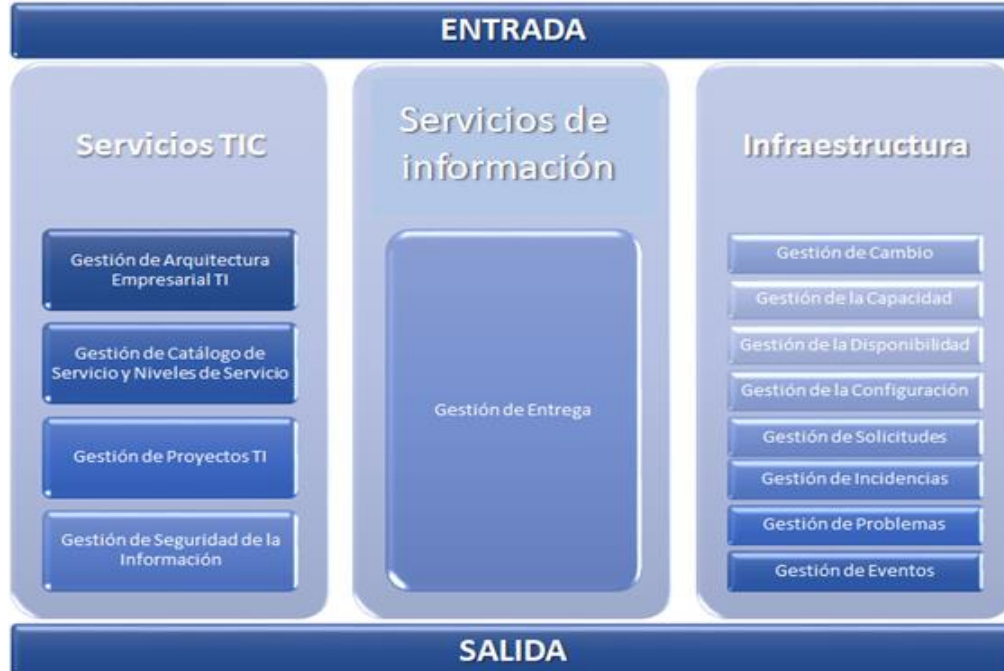 ENTRADA
Servicios TIC
Gestión de Arquitectura
Empresarial TI
Gestión de Catálogo de
Servicio y Niveles de Servicio
Gestión de Proyectos TI
Gestión de Seguridad de la
Información
Servicios de
información
Gestión de Entrega
Infraestructura
Gestión de Cambio
Gestión de la Capacidad
Gestión de la Disponibilidad
Gestión de la Configuración
Gestión de Solicitudes
Gestión de Incidencias
Gestión de Problemas
Gestión de Eventos
SALIDA